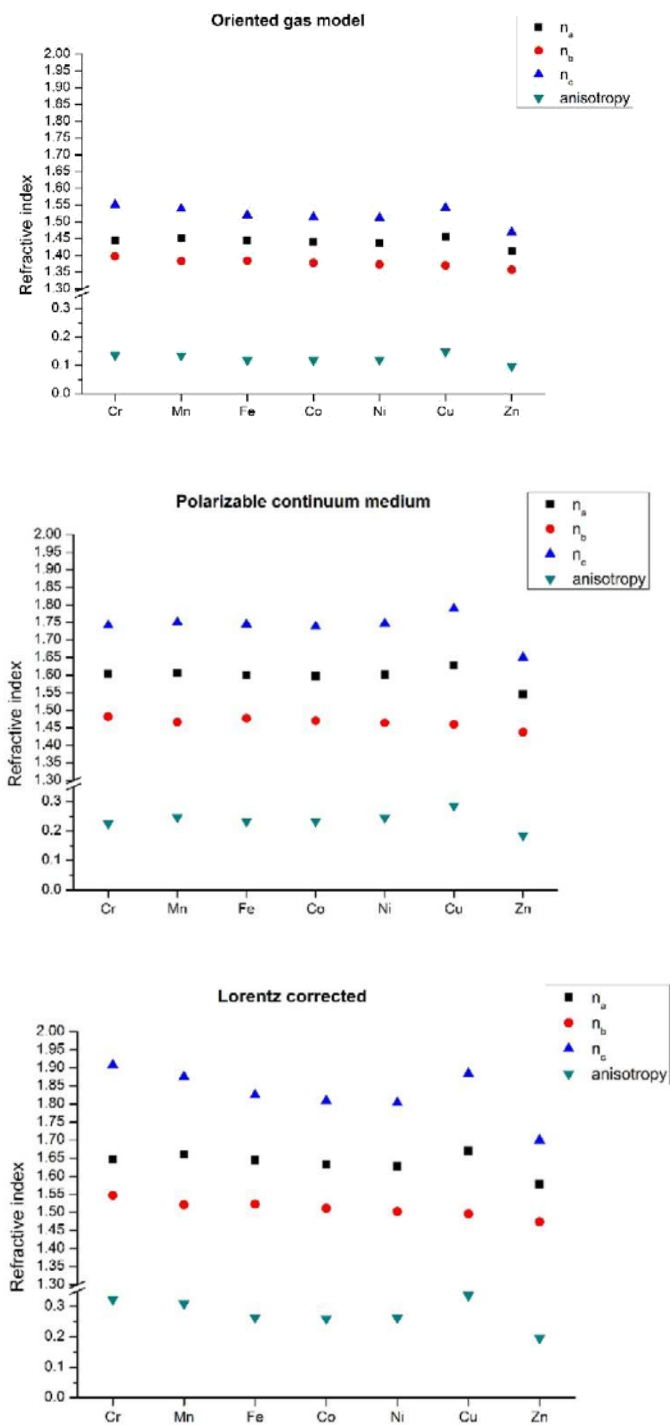 Oriented gas model
n_a
n_b
n_c
anisotropy
2.00
1.95
1.90
1.85
1.80
1.75
1.70
1.65
1.60
1.55
1.50
1.45
1.40
1.35
1.30
0.3
0.2
0.1
0.0
Refractive index
Cr Mn Fe Co Ni Cu Zn
Polarizable continuum medium
n_a
n_b
n_c
anisotropy
2.00
1.95
1.90
1.85
1.80
1.75
1.70
1.65
1.60
1.55
1.50
1.45
1.40
1.35
1.30
0.3
0.2
0.1
0.0
Refractive index
Cr Mn Fe Co Ni Cu Zn
Lorentz corrected
n_a
n_b
n_c
anisotropy
2.00
1.95
1.90
1.85
1.80
1.75
1.70
1.65
1.60
1.55
1.50
1.45
1.40
1.35
1.30
0.3
0.2
0.1
0.0
Refractive index
Cr Mn Fe Co Ni Cu Zn